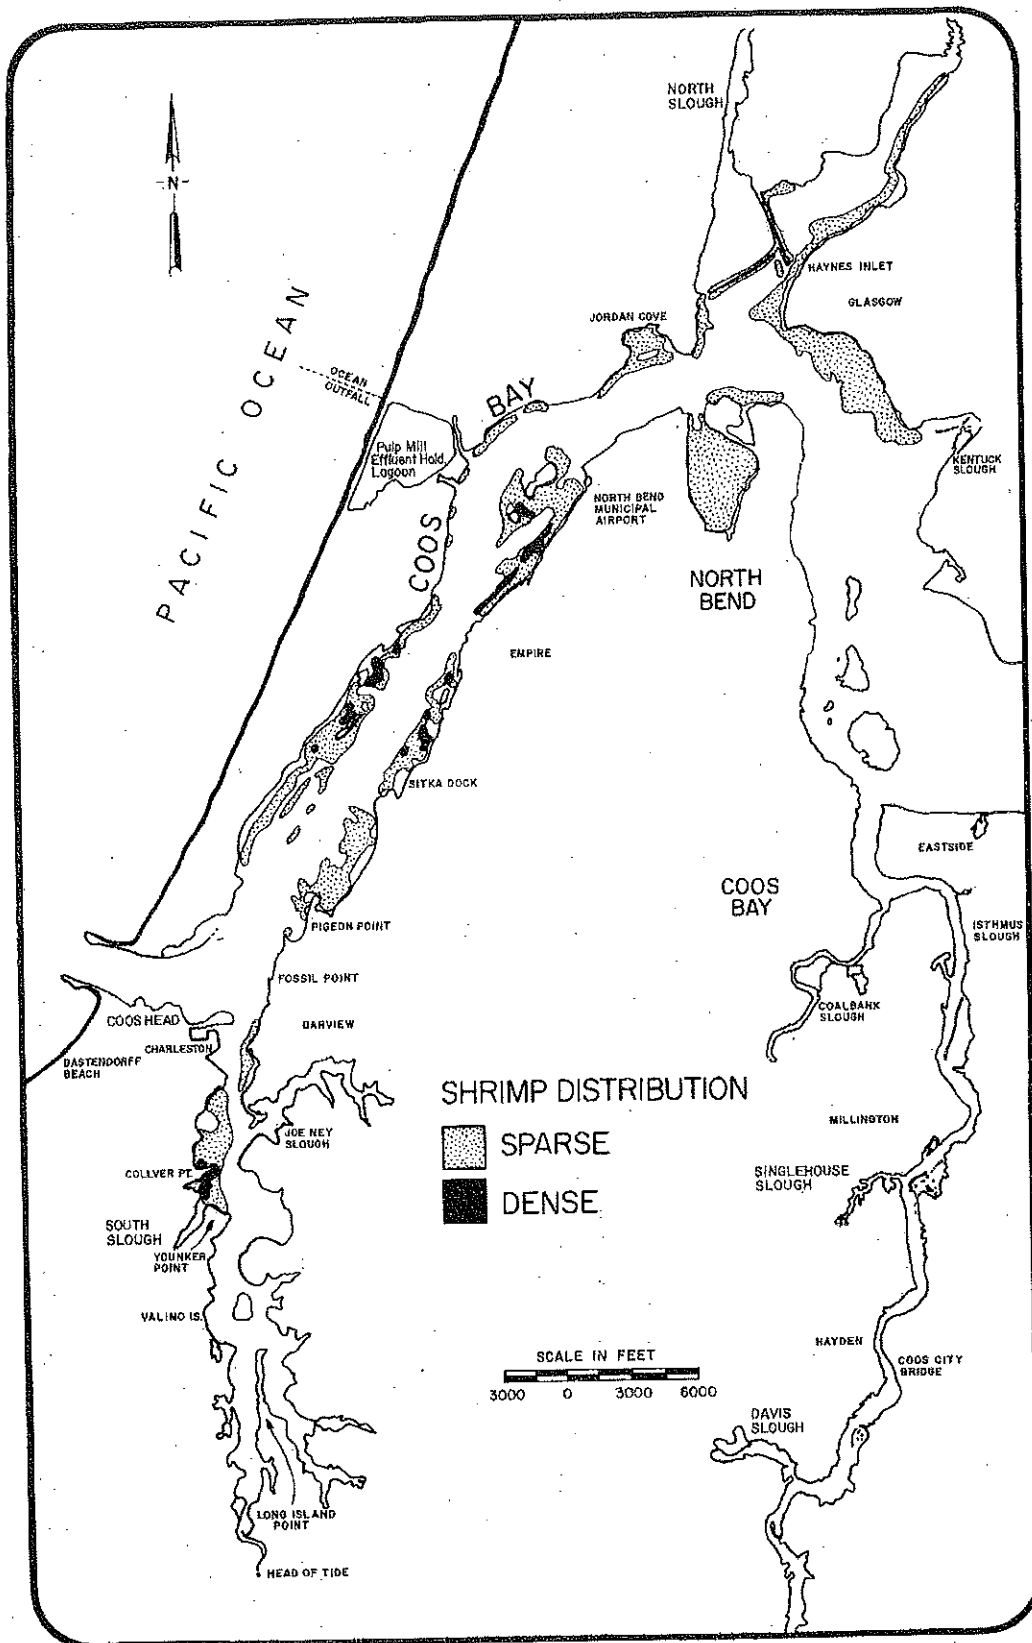 NORTH
SLOUGH
-N-
HAYNES INLET
GLASGOW
JORDAN COVE
PACIFIC OCEAN
OCEAN
OUTFALL
COOS BAY
Pulp Mill
Effluent Hold.
Lagoon
KENTUCK
SLOUGH
NORTH BEND
MUNICIPAL
AIRPORT
NORTH
BEND
EMPIRE
SITKA DOCK
EASTSIDE
COOS
BAY
PIGEON POINT
ISTHMUS
SLOUGH
FOSSIL POINT
COALBANK
SLOUGH
COOS HEAD
BARVIEW
CHARLESTON
BASTENDORFF
BEACH
SHRIMP DISTRIBUTION
SPARSE
DENSE
JOE NEY
SLOUGH
MILLINGTON
COLLVER PT.
SINGLEHOUSE
SLOUGH
SOUTH
SLOUGH
YOUNKER
POINT
VALINO IS.
HAYDEN
COOS CITY
BRIDGE
SCALE IN FEET
3000 0 3000 6000
DAVIS
SLOUGH
LONG ISLAND
POINT
HEAD OF TIDE